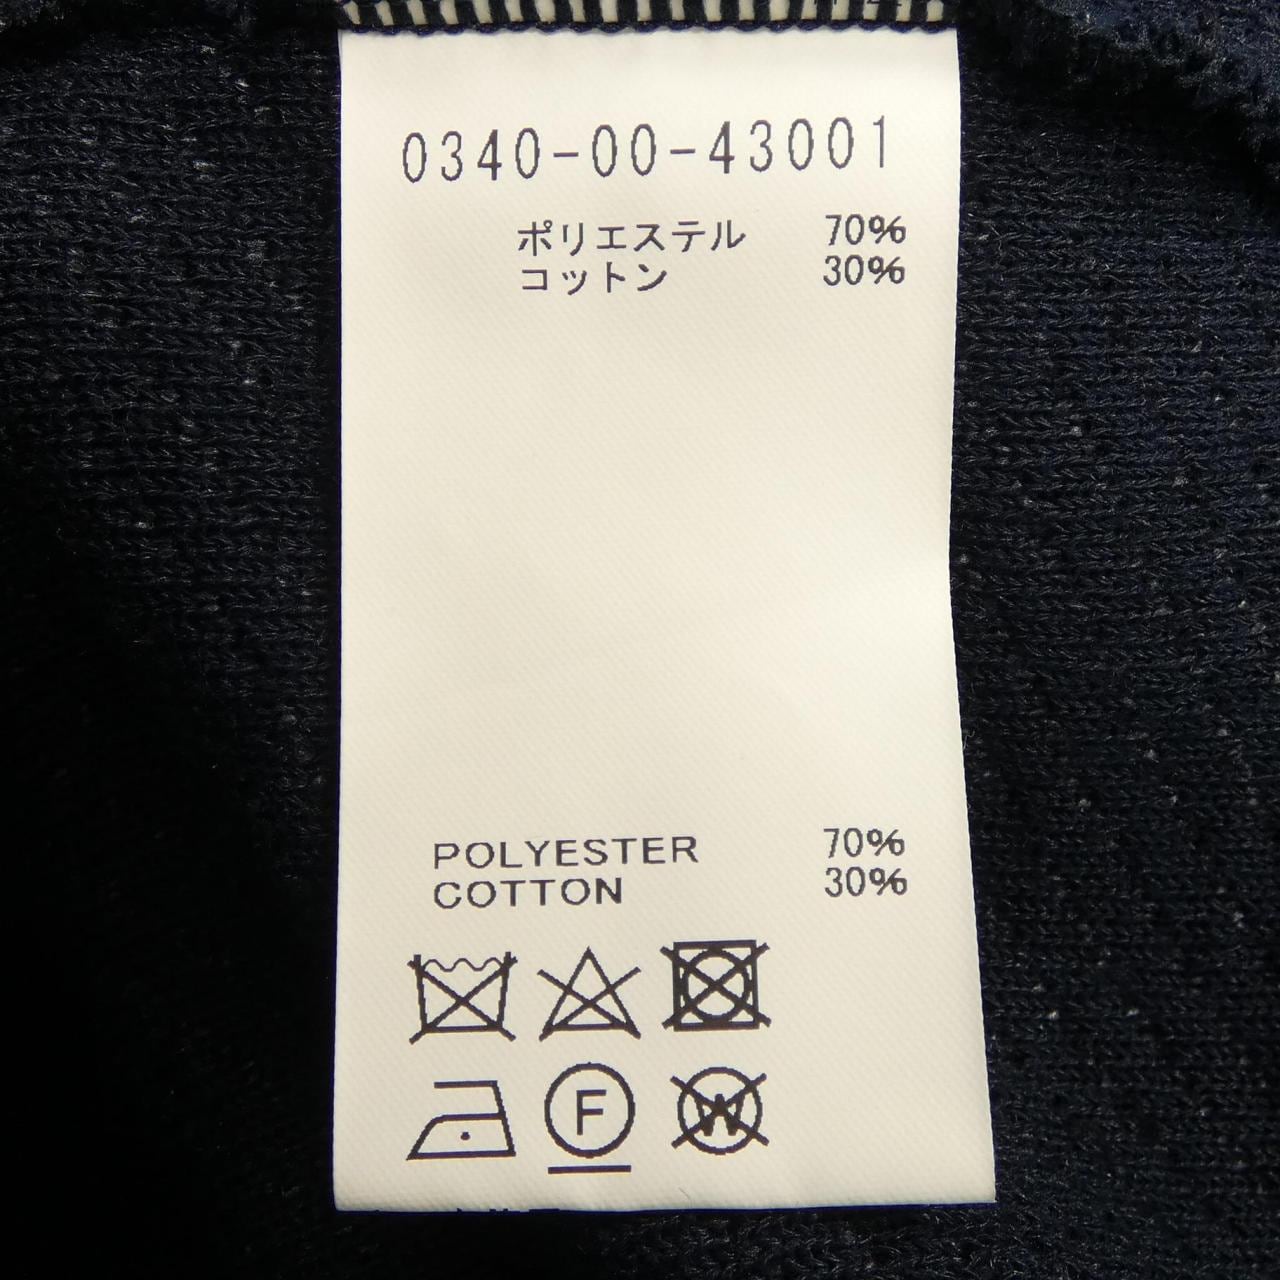 0340-00-43001
ポリエステル 70%
コットン 30%
POLYESTER 70%
COTTON 30%
F W